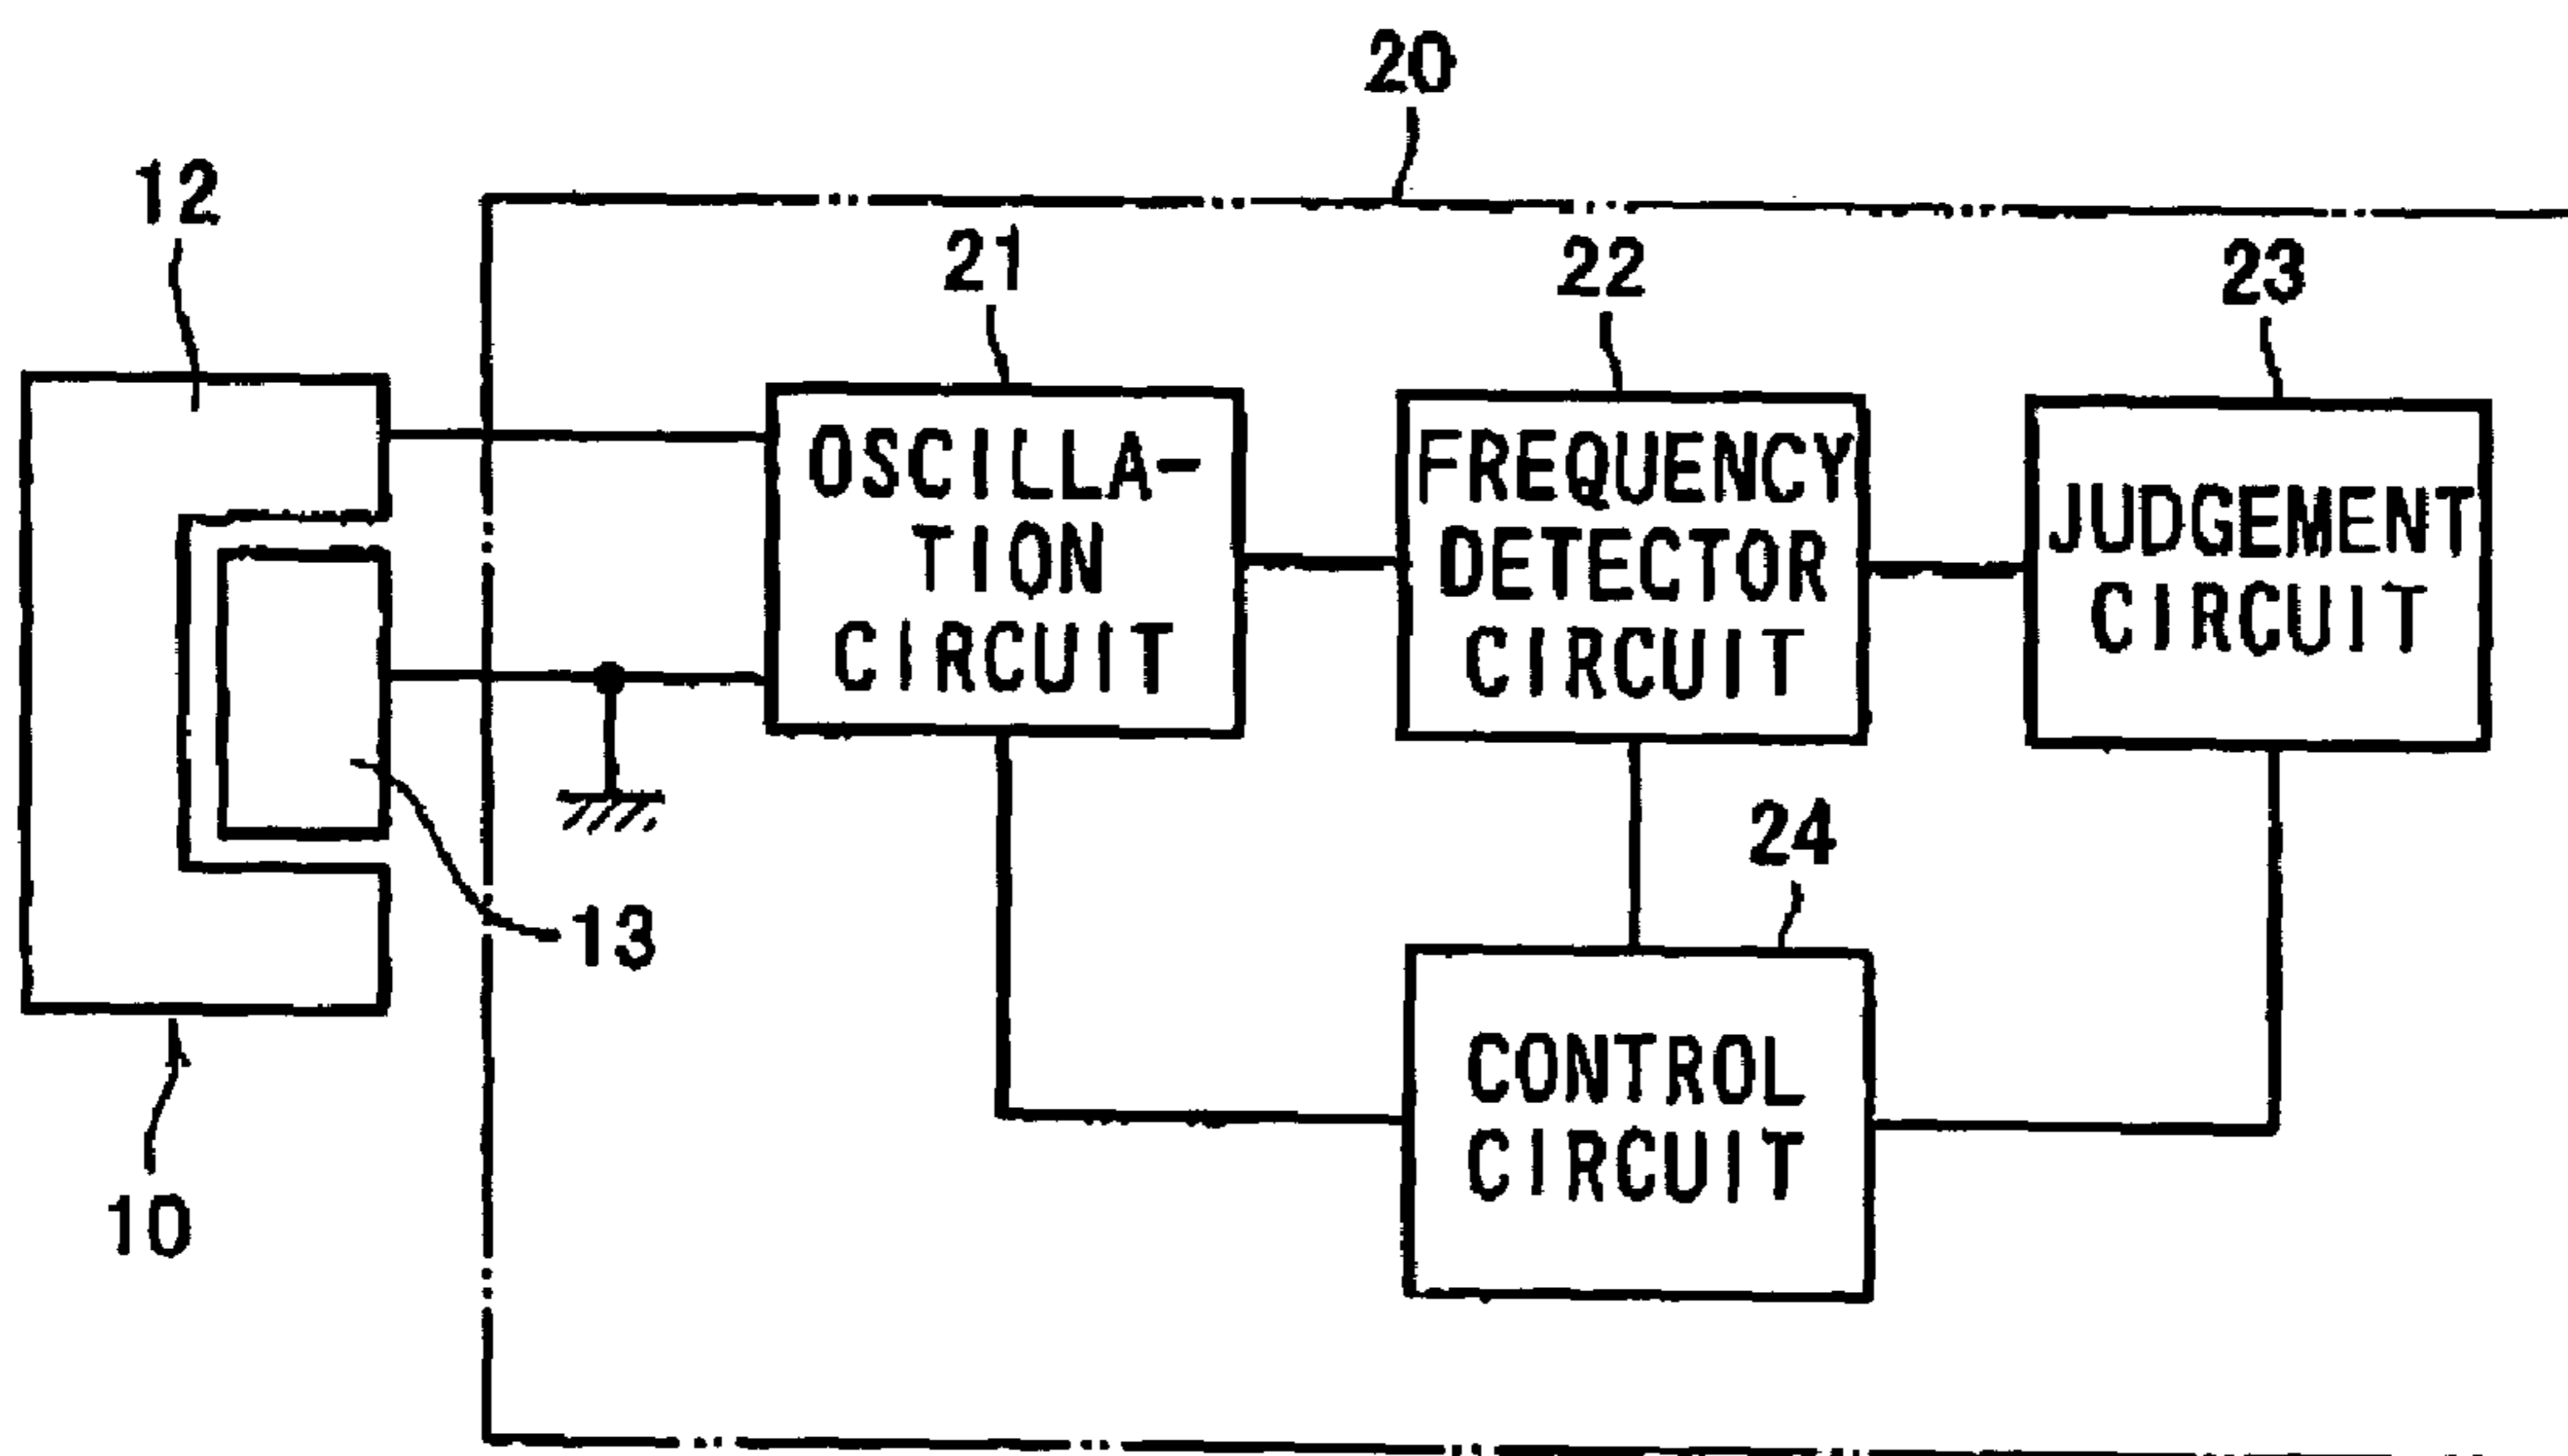 20
12
21
22
23
OSCILLA-
TION
CIRCUIT
FREQUENCY
DETECTOR
CIRCUIT
JUDGEMENT
CIRCUIT
24
13
CONTROL
CIRCUIT
10